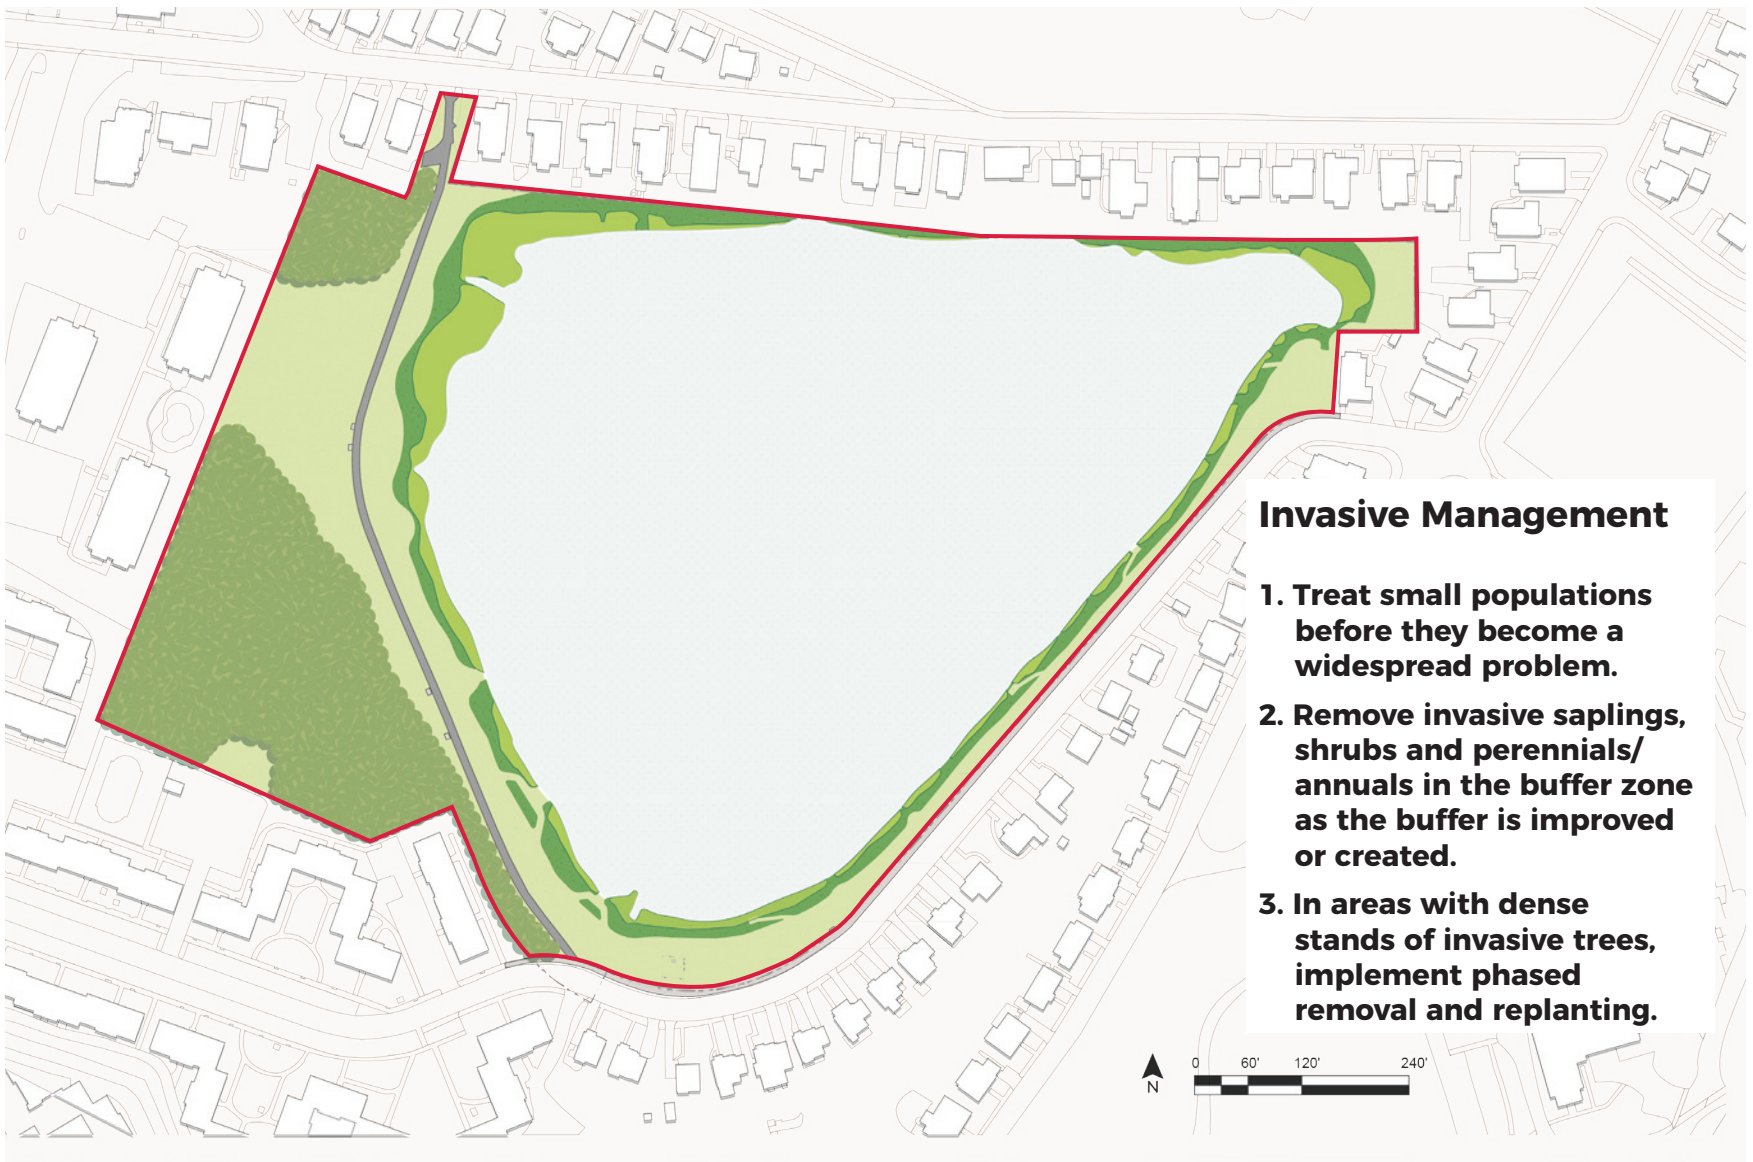 Invasive Management
1. Treat small populations
before they become a
widespread problem.
2. Remove invasive saplings,
shrubs and perennials/
annuals in the buffer zone
as the buffer is improved
or created.
3. In areas with dense
stands of invasive trees,
implement phased
removal and replanting.
0 60' 120' 240'
N